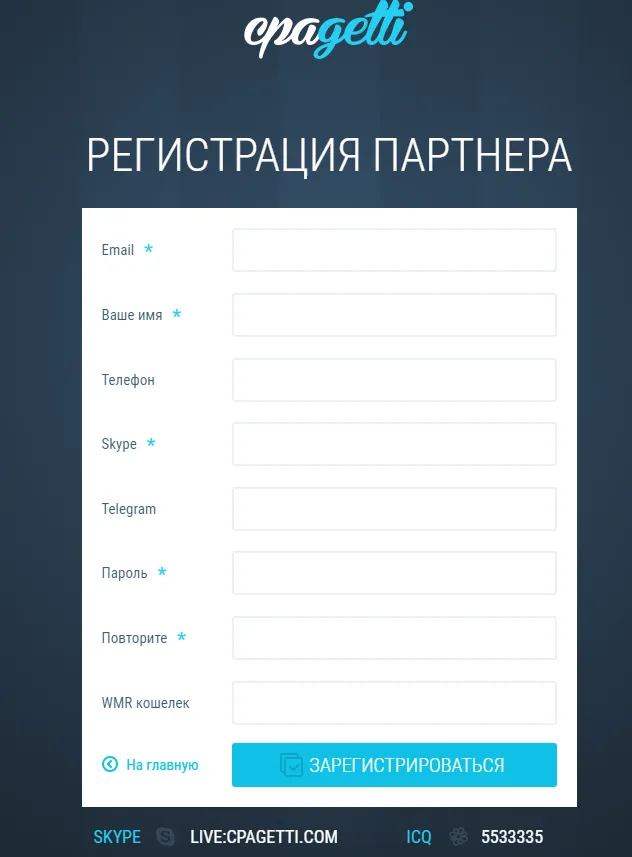 cpagetti
РЕГИСТРАЦИЯ ПАРТНЕРА
Email *
Ваше имя *
Телефон
Skype *
Telegram
Пароль *
Повторите *
WMR кошелек
На главную ЗАРЕГИСТРИРОВАТЬСЯ
SKYPE LIVE:CPAGETTI.COM ICQ 5533335